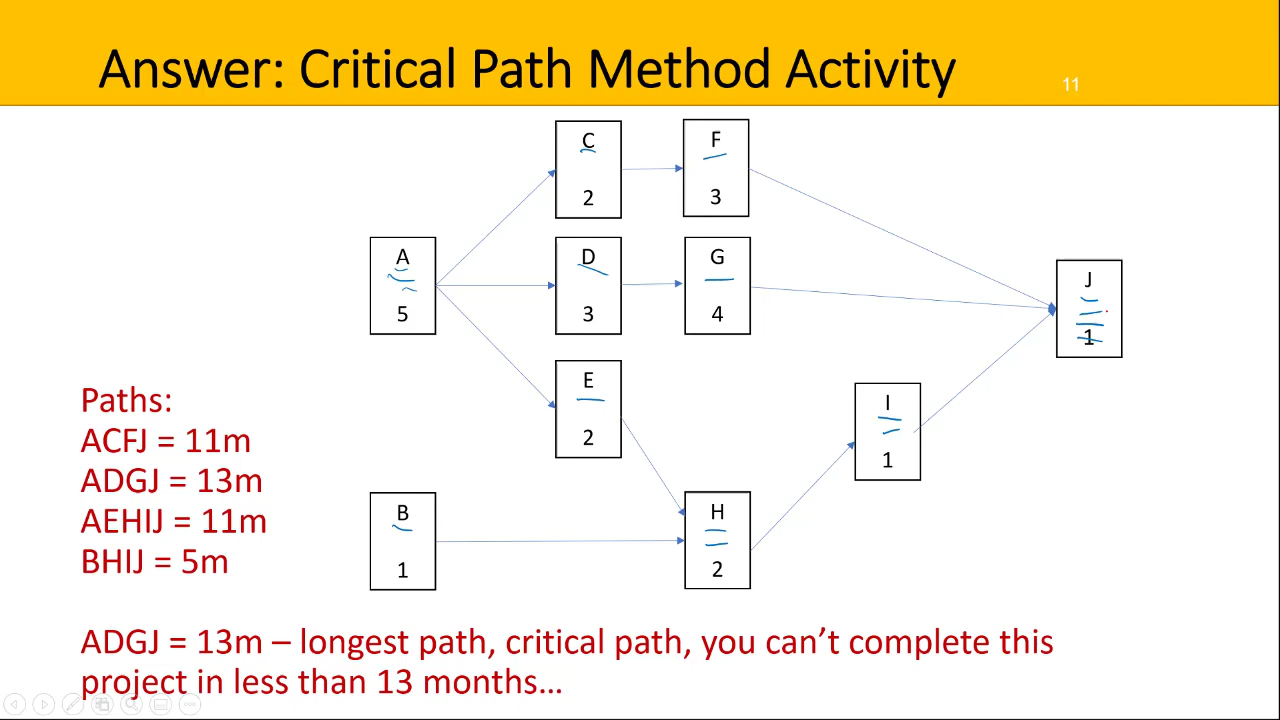 Answer: Critical Path Method Activity
11
C
2
F
3
A
5
D
3
G
4
J
1
E
2
I
1
B
1
H
2
Paths:
ACFJ = 11m
ADGJ = 13m
AEHIJ = 11m
BHIJ = 5m
ADGJ = 13m – longest path, critical path, you can’t complete this
project in less than 13 months…